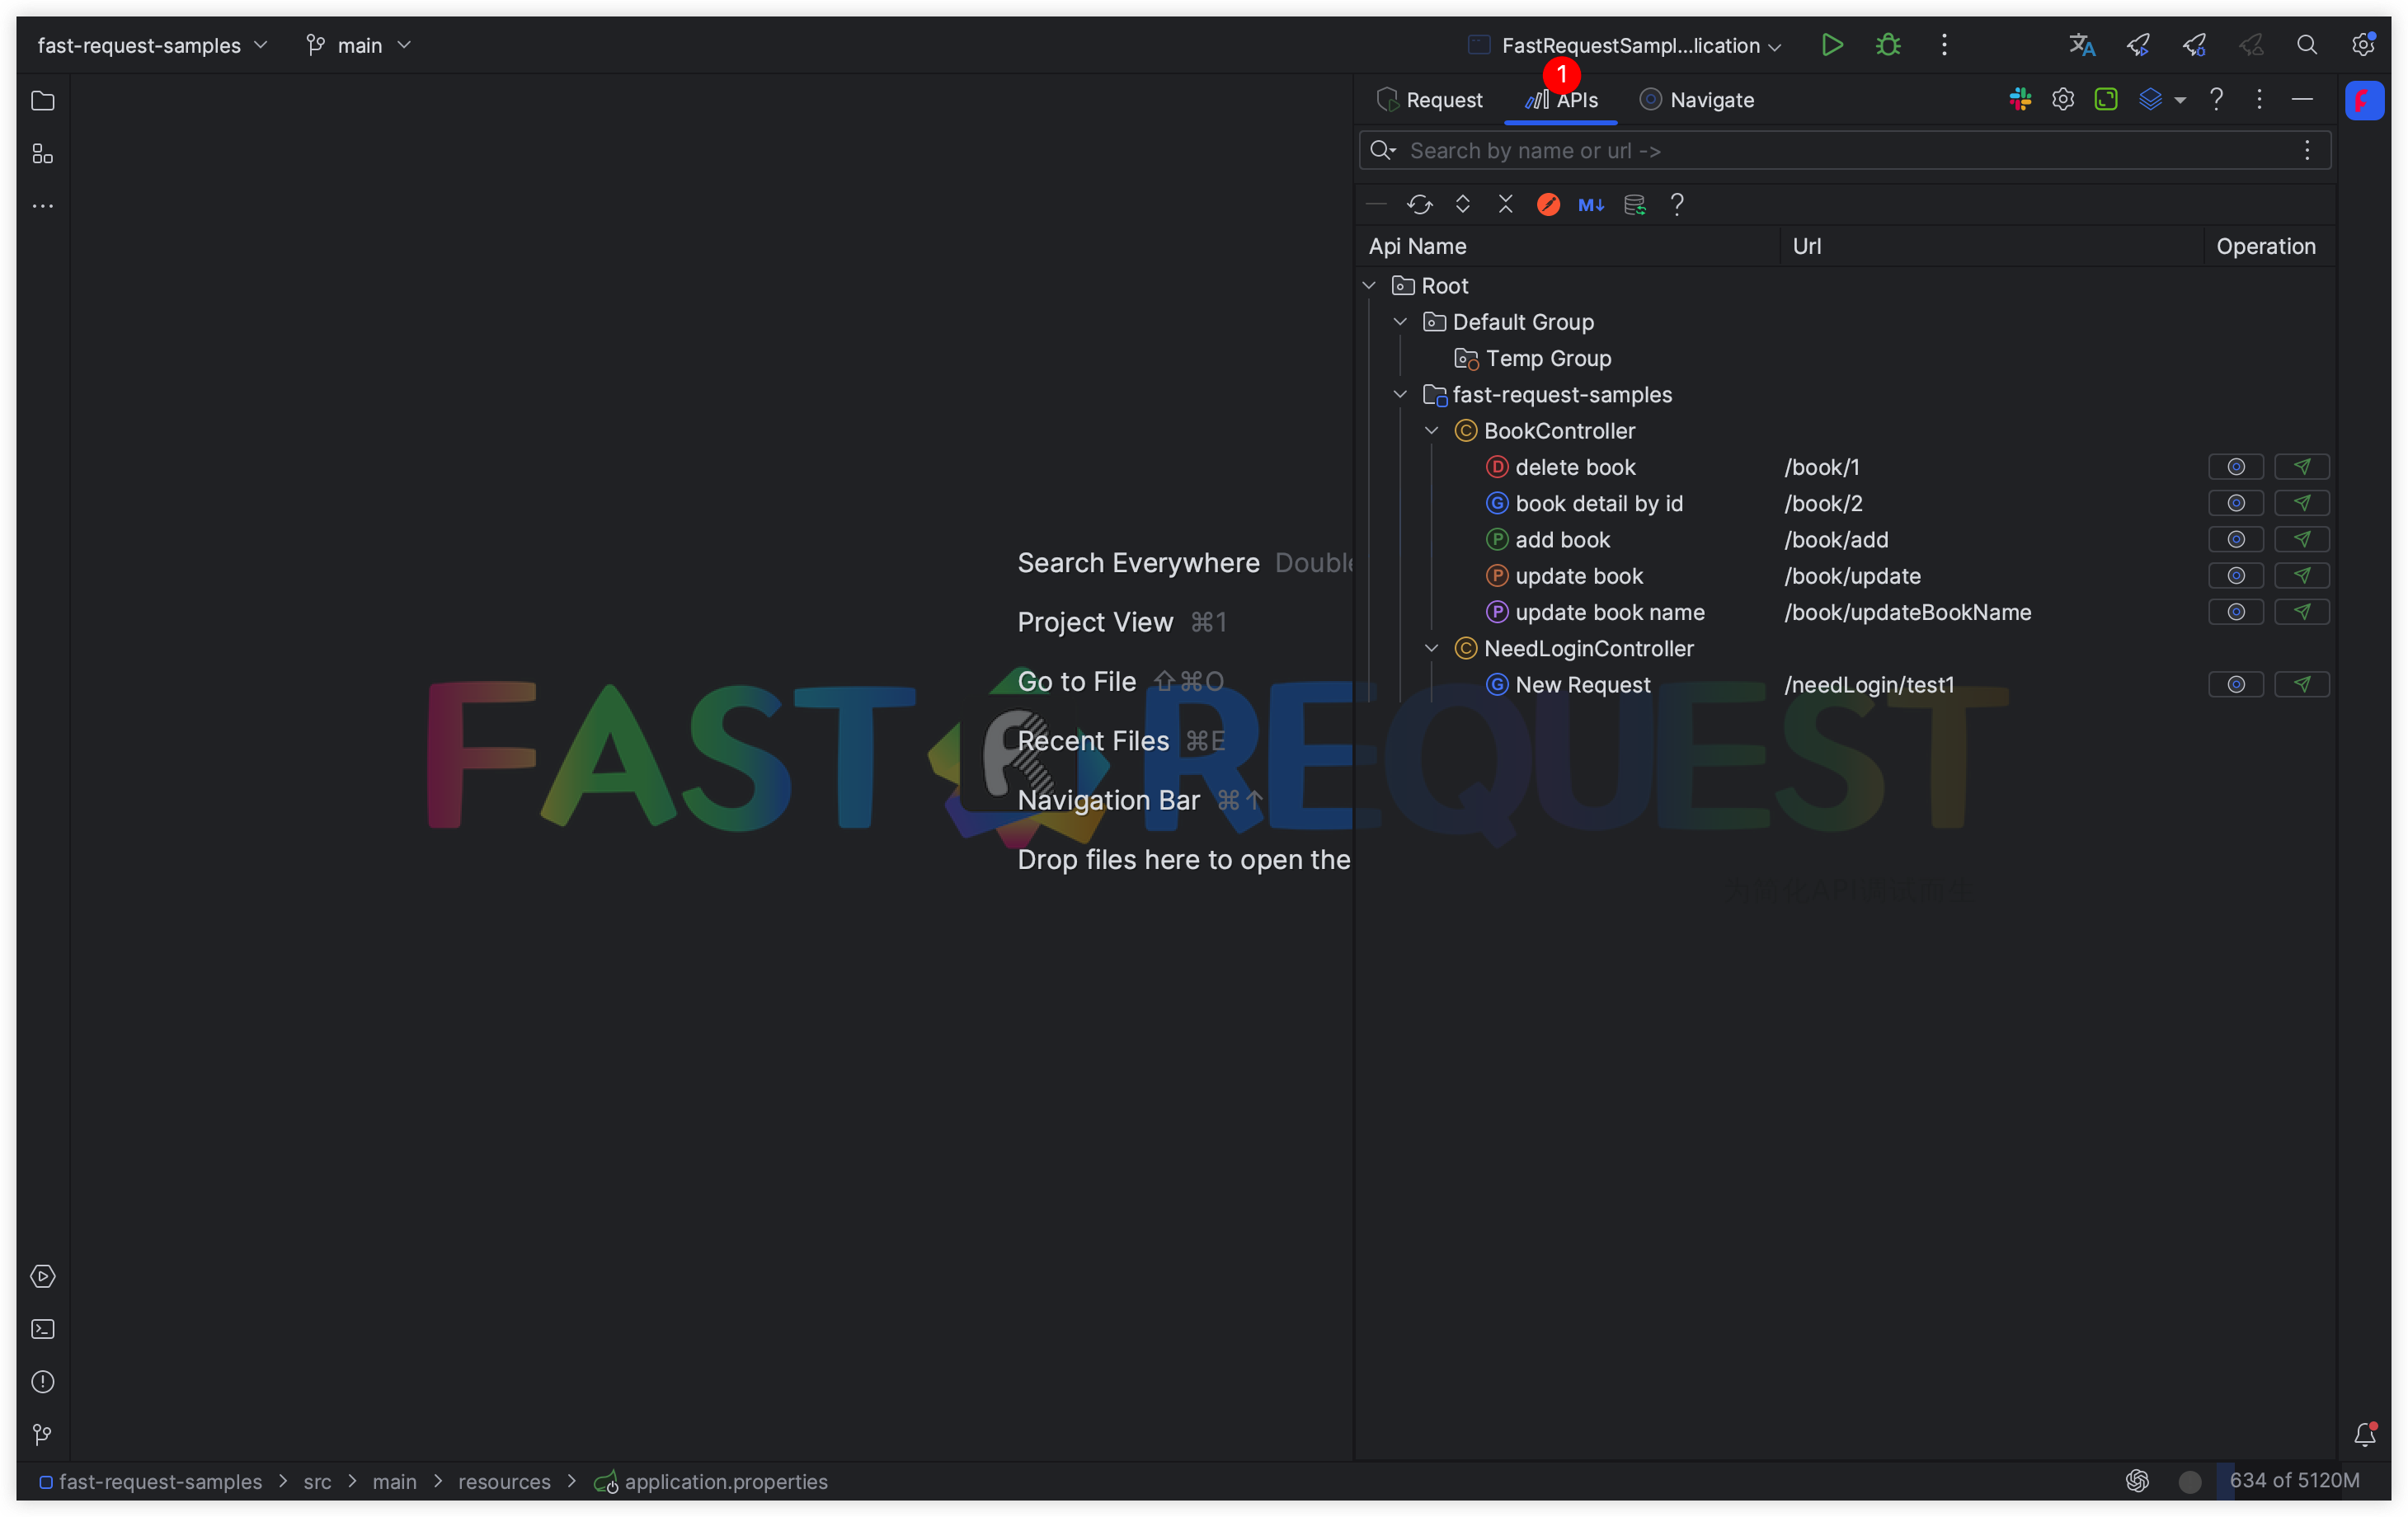 fast-request-samples main FastRequestSampl...lication
1
Request APIs Navigate
Search by name or url ->
M↓ ?
Api Name Url Operation
Root
Default Group
Temp Group
fast-request-samples
C BookController
D delete book /book/1
G book detail by id /book/2
P add book /book/add
P update book /book/update
P update book name /book/updateBookName
C NeedLoginController
G New Request /needLogin/test1
Search Everywhere Double
Project View ⌘1
Go to File ⇧⌘O
Recent Files ⌘E
Navigation Bar ⌘↑
Drop files here to open the
FAST REQUEST
fast-request-samples > src > main > resources > application.properties
634 of 5120M